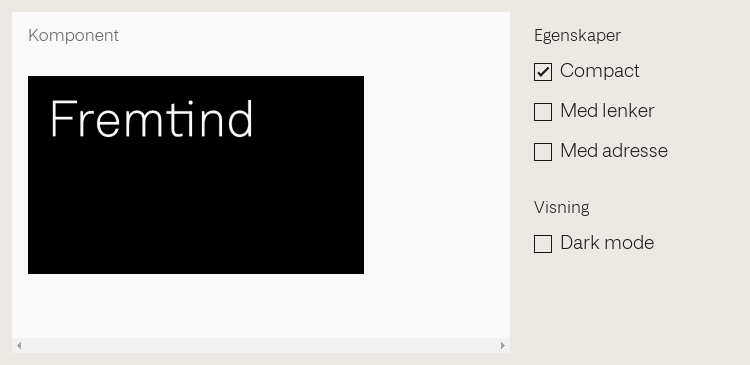 Komponent
Fremtind
Egenskaper
Compact
Med lenker
Med adresse
Visning
Dark mode